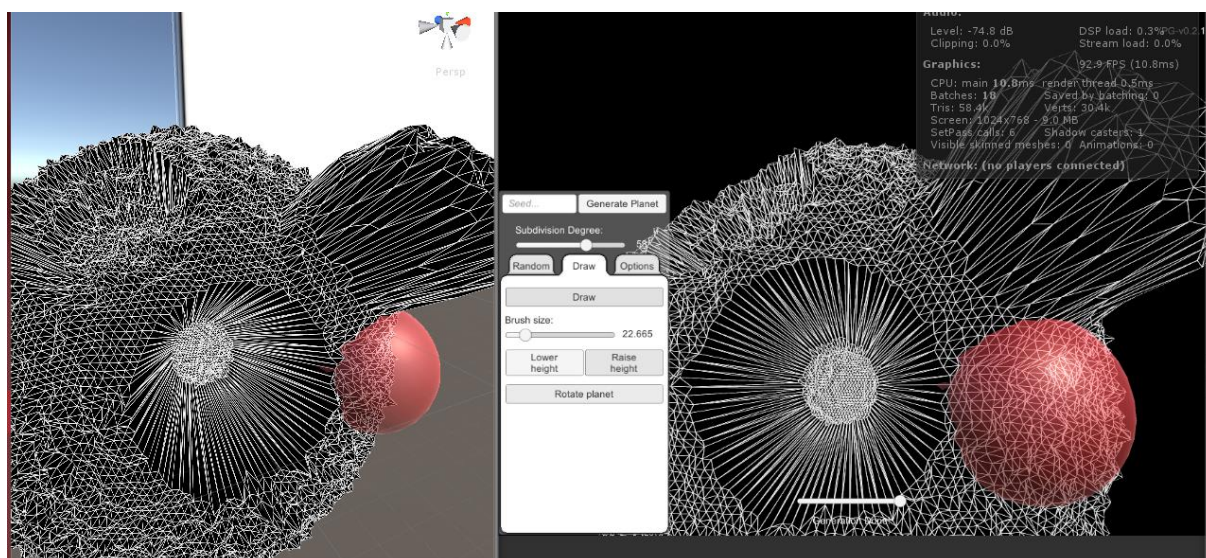 Persp
Audio:
Level: -74.8 dB DSP load: 0.3%
Clipping: 0.0% Stream load: 0.0%
Graphics: 92.9 FPS (10.8ms)
CPU: main 10.8ms render thread 0.5ms
Batches: 18 Saved by batching: 0
Tris: 58.4k Verts: 30.4k
Screen: 1024x768 - 9.0 MB
SetPass calls: 6 Shadow casters: 1
Visible skinned meshes: 0 Animations: 0
Network: (no players connected)
Seed... Generate Planet
Subdivision Degree:
Random Draw Options
Draw
Brush size:
22.665
Lower height Raise height
Rotate planet